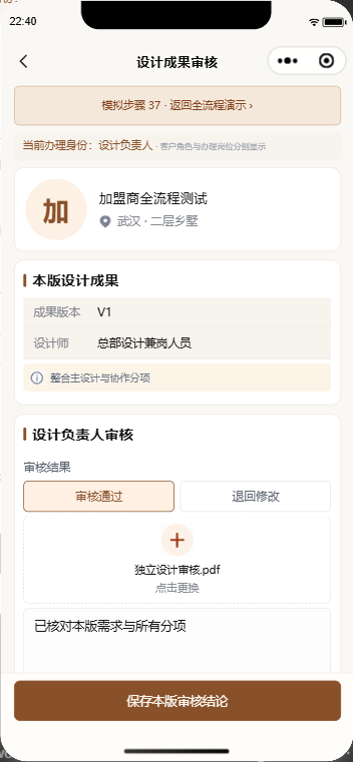 22:40
设计成果审核
模拟步骤 37 · 返回全流程演示 ›
当前办理身份：设计负责人 · 客户角色与办理岗位分别显示
加
加盟商全流程测试
武汉 · 二层乡墅
本版设计成果
成果版本 V1
设计师 总部设计兼岗人员
整合主设计与协作分项
设计负责人审核
审核结果
审核通过 退回修改
独立设计审核.pdf
点击更换
已核对本版需求与所有分项
保存本版审核结论